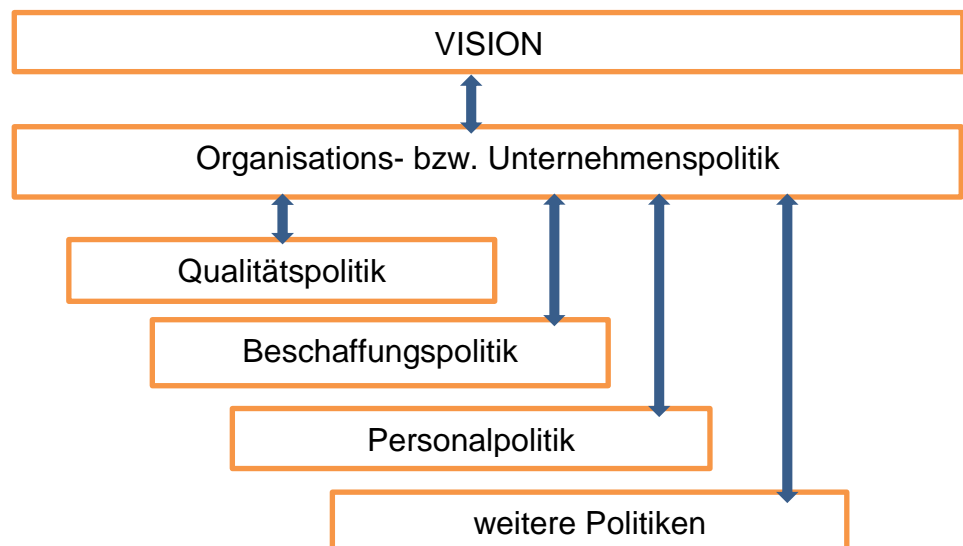 VISION
Organisations- bzw. Unternehmenspolitik
Qualitätspolitik
Beschaffungspolitik
Personalpolitik
weitere Politiken